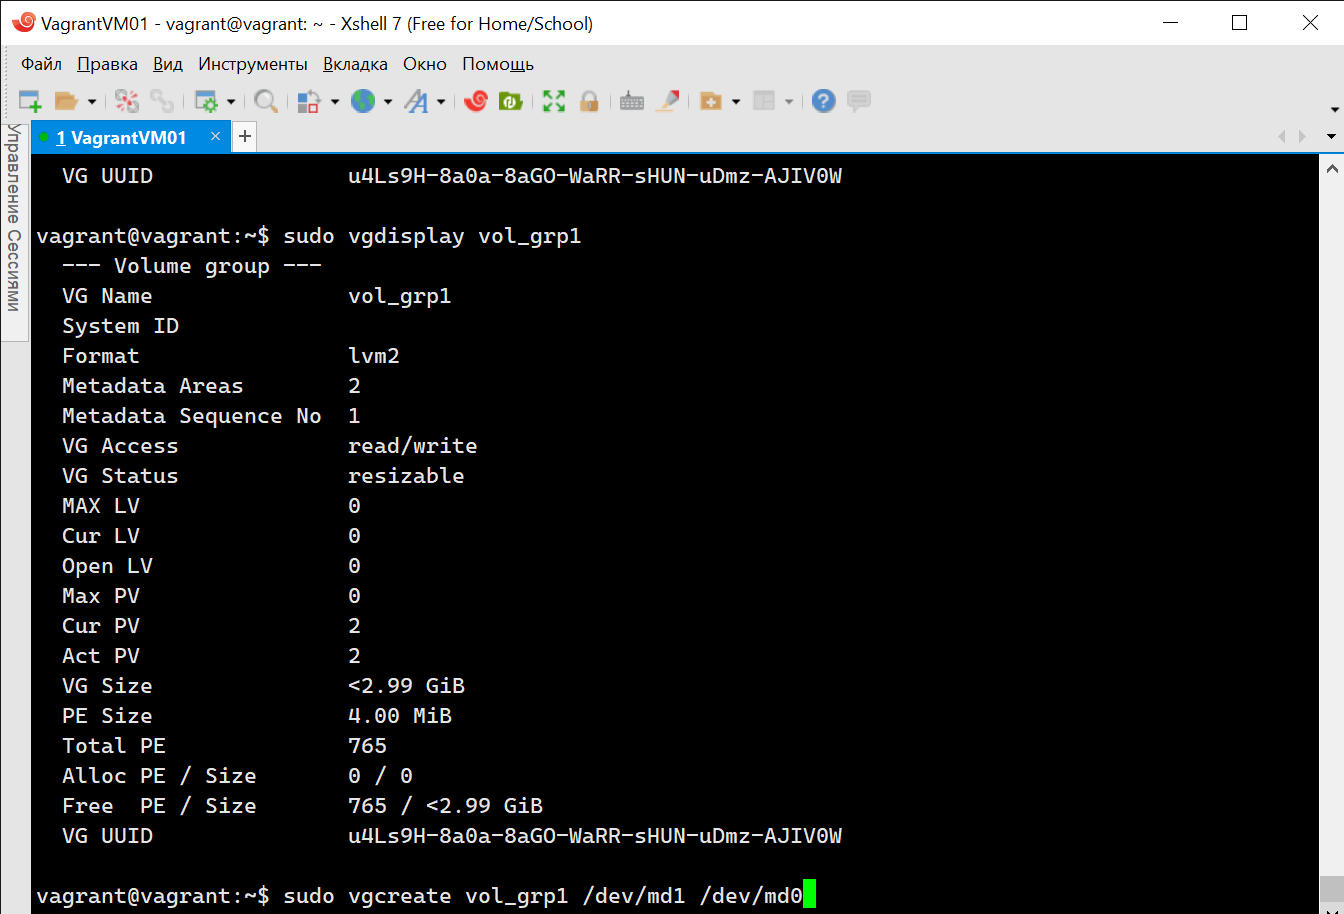 VagrantVM01 - vagrant@vagrant: ~ - Xshell 7 (Free for Home/School)
Файл Правка Вид Инструменты Вкладка Окно Помощь
1 VagrantVM01
Управление Сессиями
VG UUID u4Ls9H-8a0a-8aGO-WaRR-sHUN-uDmz-AJIV0W
vagrant@vagrant:~$ sudo vgdisplay vol_grp1
--- Volume group ---
VG Name vol_grp1
System ID
Format lvm2
Metadata Areas 2
Metadata Sequence No 1
VG Access read/write
VG Status resizable
MAX LV 0
Cur LV 0
Open LV 0
Max PV 0
Cur PV 2
Act PV 2
VG Size <2.99 GiB
PE Size 4.00 MiB
Total PE 765
Alloc PE / Size 0 / 0
Free  PE / Size 765 / <2.99 GiB
VG UUID u4Ls9H-8a0a-8aGO-WaRR-sHUN-uDmz-AJIV0W
vagrant@vagrant:~$ sudo vgcreate vol_grp1 /dev/md1 /dev/md0